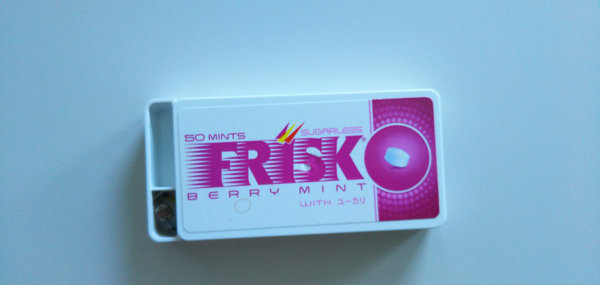 50 MINTS
SUGARLESS
FRISK®
BERRY MINT
WITH ユーカリ